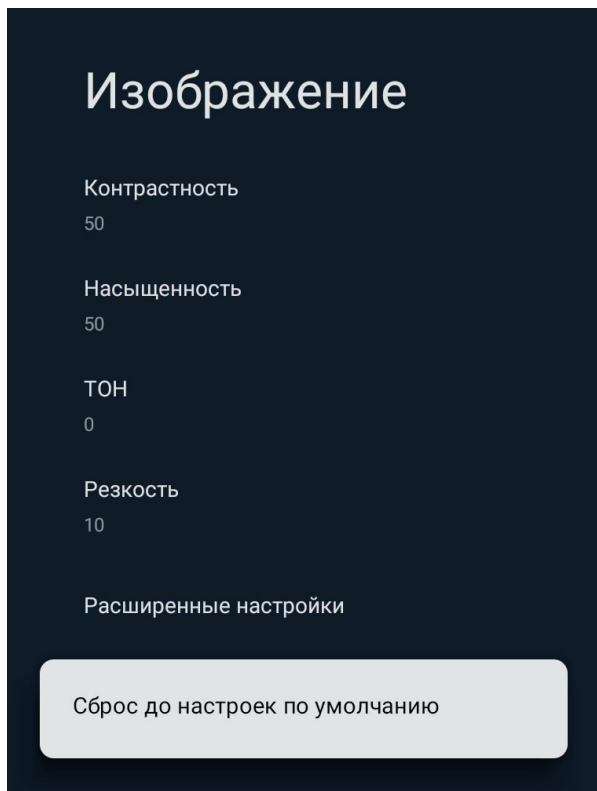 Изображение
Контрастность
50
Насыщенность
50
ТОН
0
Резкость
10
Расширенные настройки
Сброс до настроек по умолчанию